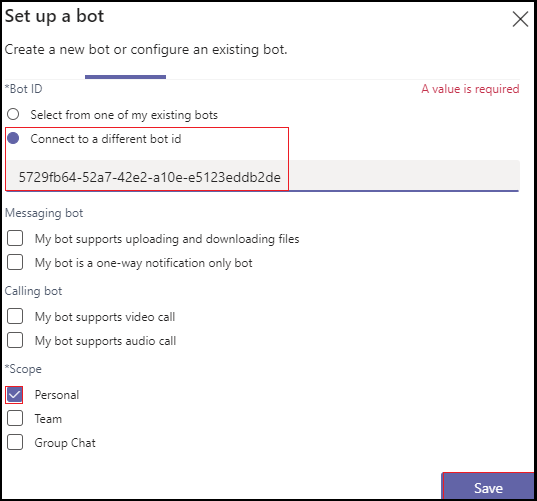 Set up a bot
Create a new bot or configure an existing bot.
*Bot ID A value is required
Select from one of my existing bots
Connect to a different bot id
5729fb64-52a7-42e2-a10e-e5123eddb2de
Messaging bot
My bot supports uploading and downloading files
My bot is a one-way notification only bot
Calling bot
My bot supports video call
My bot supports audio call
*Scope
Personal
Team
Group Chat
Save